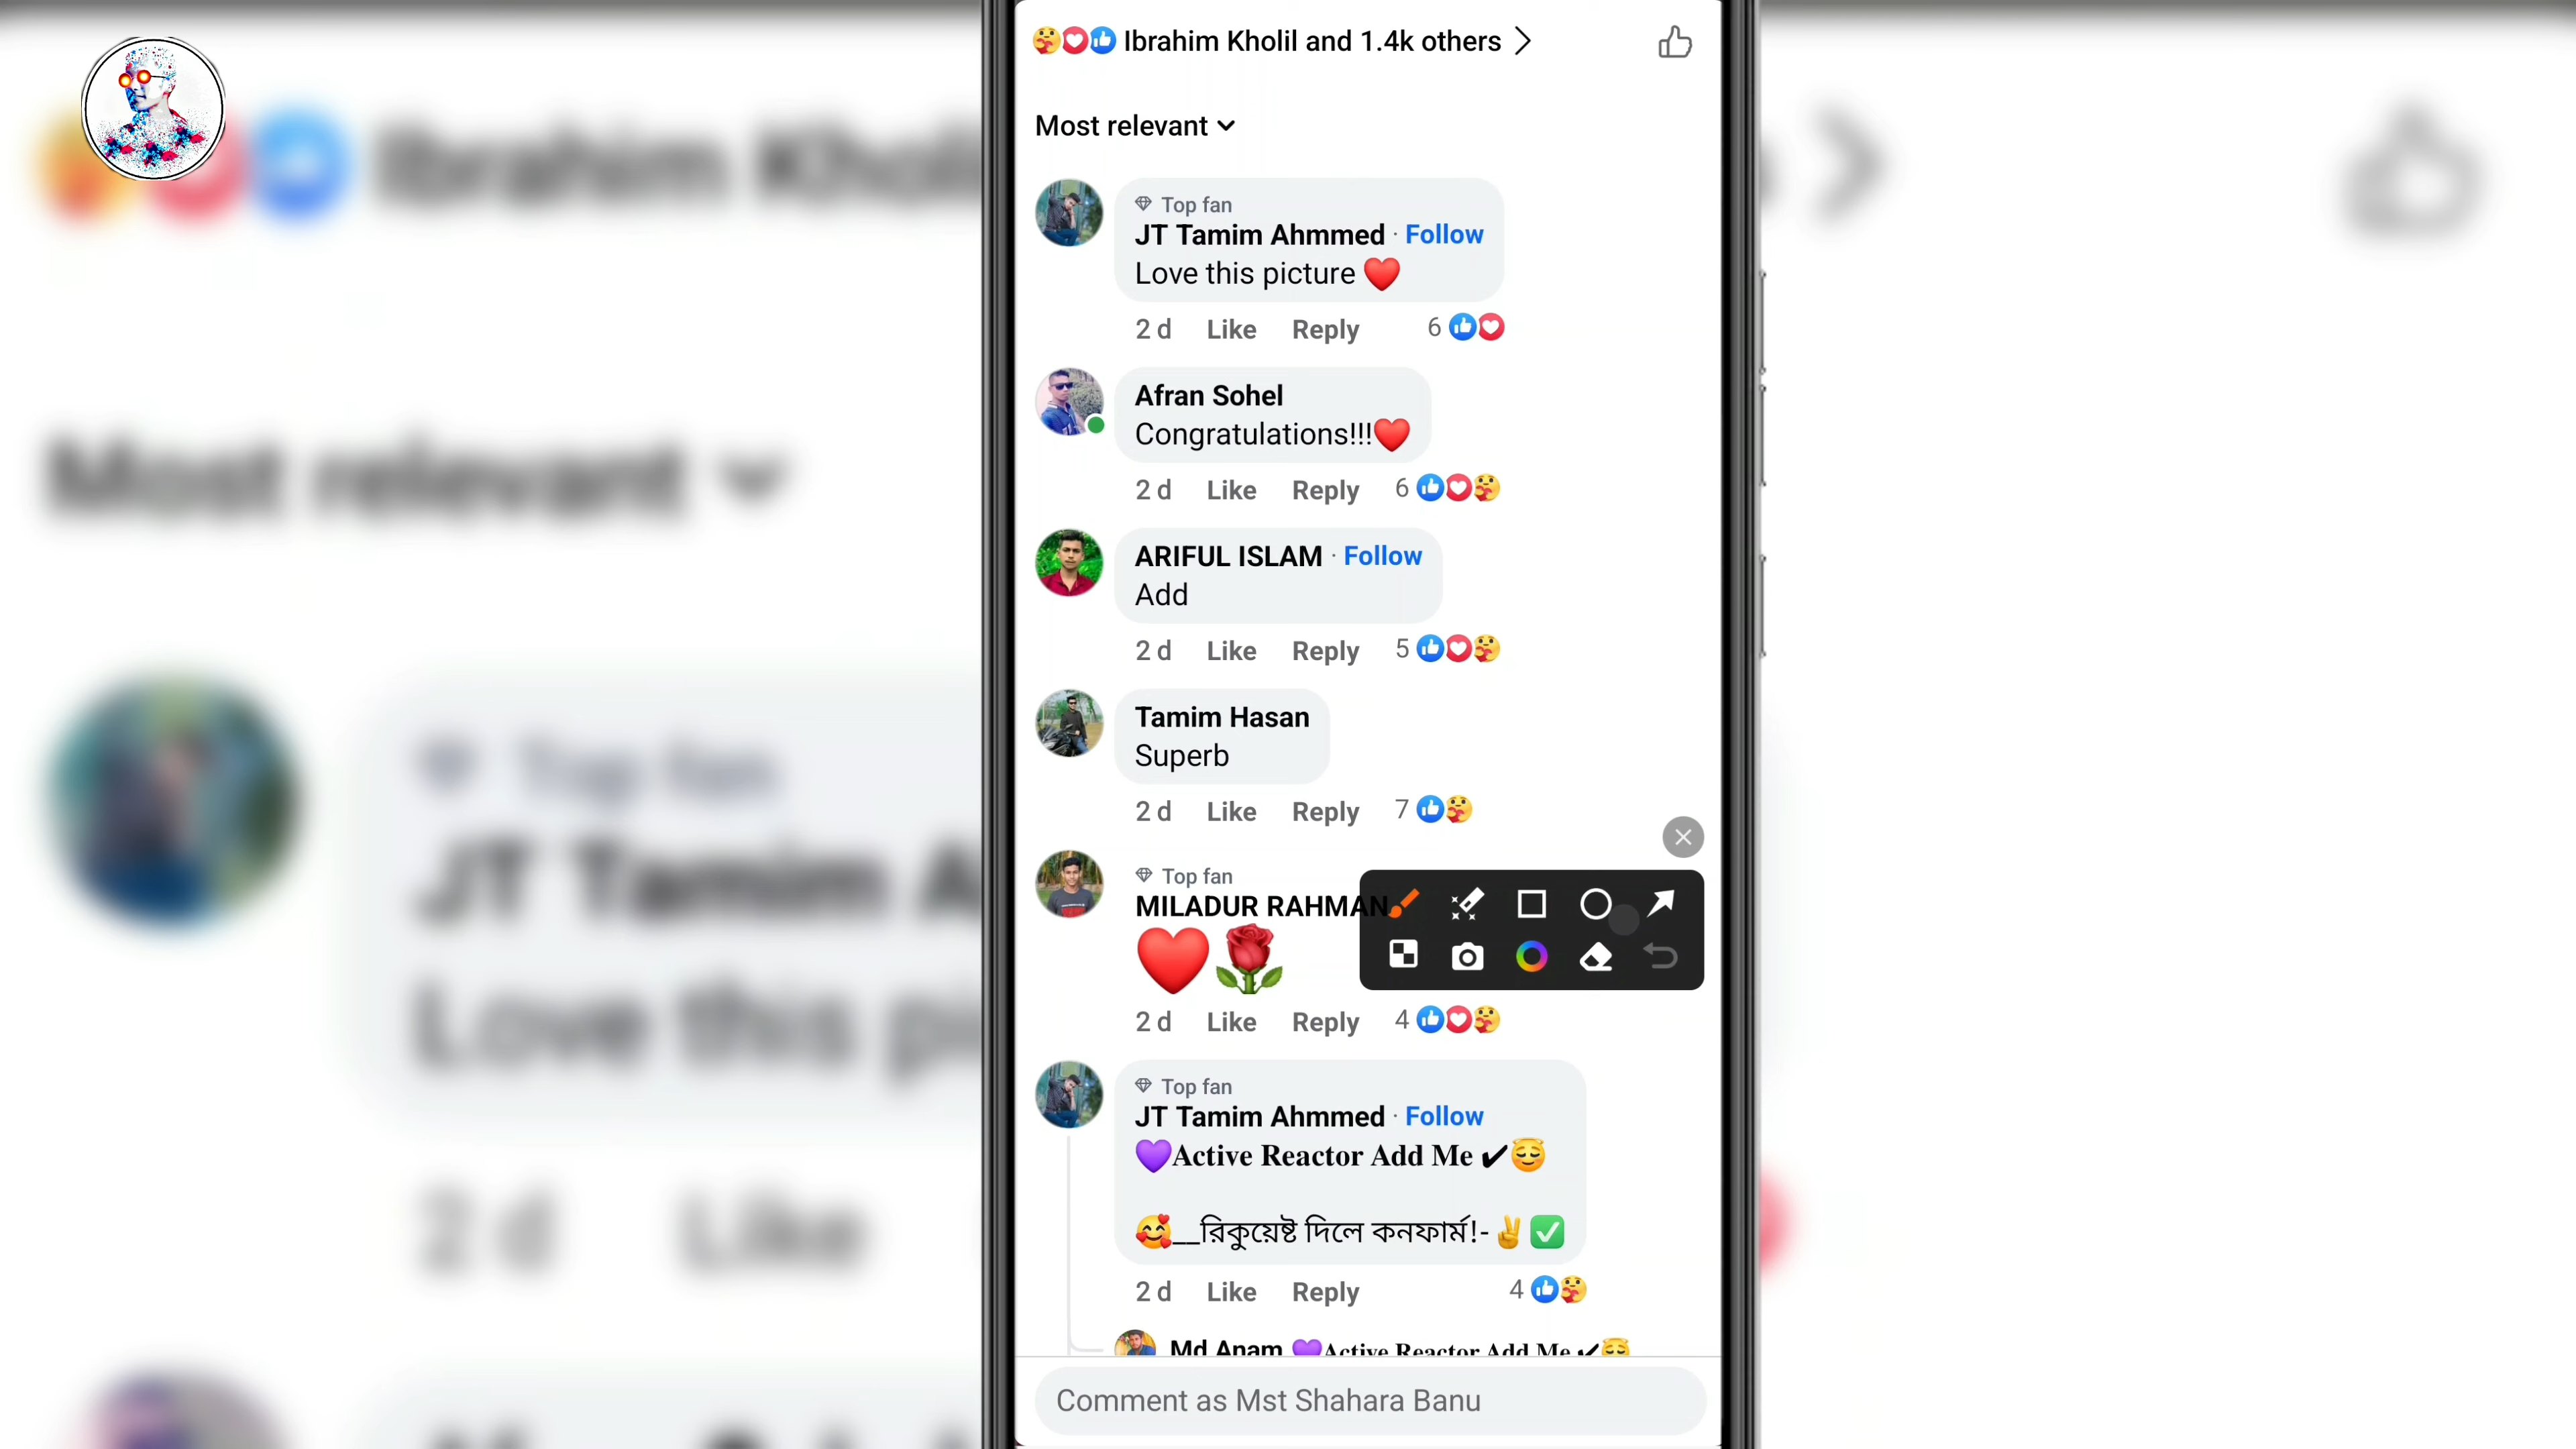 Ibrahim Kholil and 1.4k others
Most relevant
Top fan
JT Tamim Ahmmed · Follow
Love this picture ❤️
2 d Like Reply 6
Afran Sohel
Congratulations!!!❤️
2 d Like Reply 6
ARIFUL ISLAM · Follow
Add
2 d Like Reply 5
Tamim Hasan
Superb
2 d Like Reply 7
Top fan
MILADUR RAHMAN
❤️🌹
2 d Like Reply 4
Top fan
JT Tamim Ahmmed · Follow
💜Active Reactor Add Me ✔😇
🥰__রিকুয়েষ্ট দিলে কনফার্ম!-✌️✅
2 d Like Reply 4
Md Anam 💜Active Reactor Add Me ✔😇
Comment as Mst Shahara Banu